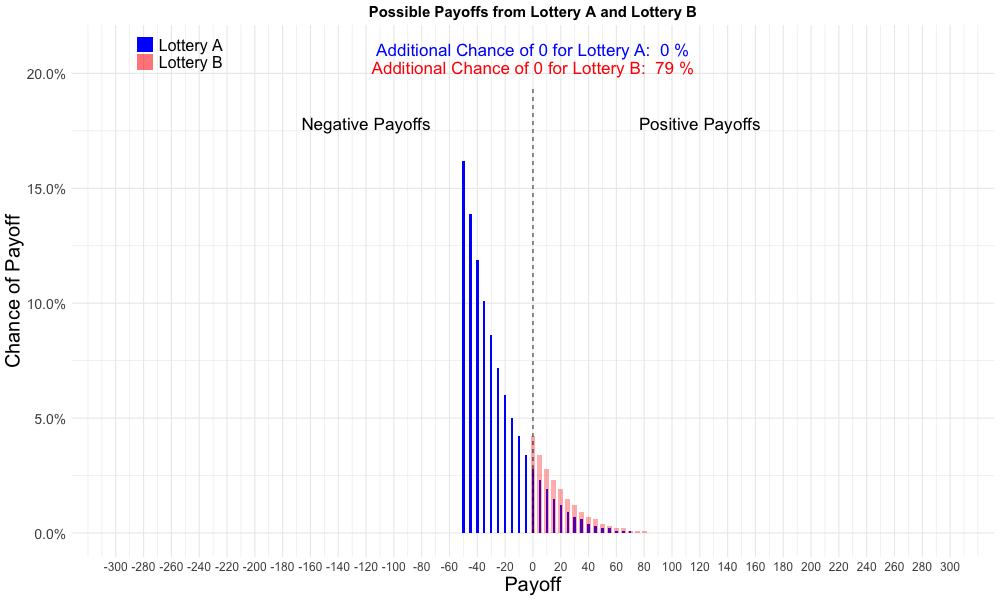 Possible Payoffs from Lottery A and Lottery B
Lottery A
Lottery B
Additional Chance of 0 for Lottery A:  0 %
Additional Chance of 0 for Lottery B:  79 %
Negative Payoffs
Positive Payoffs
Chance of Payoff
20.0%
15.0%
10.0%
5.0%
0.0%
-300 -280 -260 -240 -220 -200 -180 -160 -140 -120 -100 -80 -60 -40 -20 0 20 40 60 80 100 120 140 160 180 200 220 240 260 280 300
Payoff